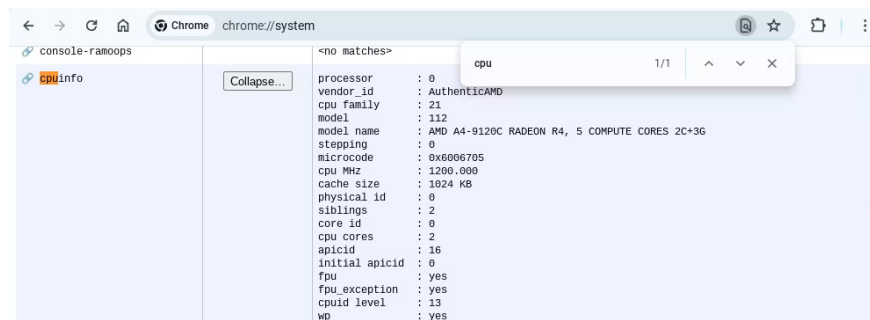 Chrome chrome://system
console-ramoops <no matches>
cpu 1/1
cpuinfo Collapse... processor : 0
vendor_id : AuthenticAMD
cpu family : 21
model : 112
model name : AMD A4-9120C RADEON R4, 5 COMPUTE CORES 2C+3G
stepping : 0
microcode : 0x6006705
cpu MHz : 1200.000
cache size : 1024 KB
physical id : 0
siblings : 2
core id : 0
cpu cores : 2
apicid : 16
initial apicid : 0
fpu : yes
fpu_exception : yes
cpuid level : 13
wp : yes